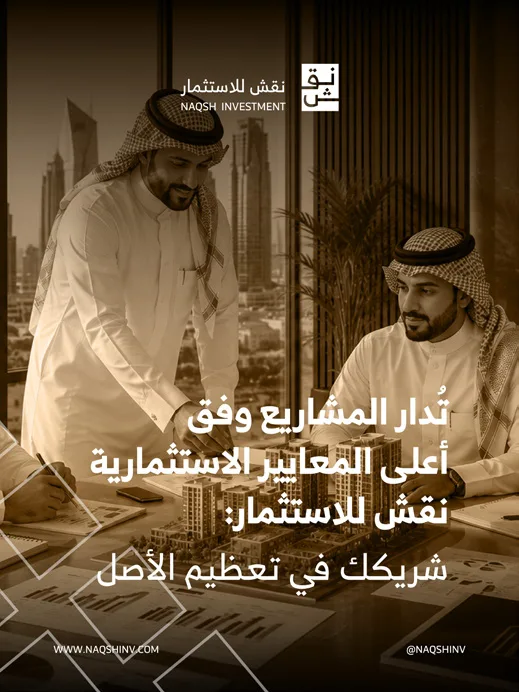 نقش للاستثمار
NAQSH INVESTMENT
نقش
تُدار المشاريع وفق
أعلى المعايير الاستثمارية
نقش للاستثمار:
شريكك في تعظيم الأصل
WWW.NAQSHINV.COM
@NAQSHINV